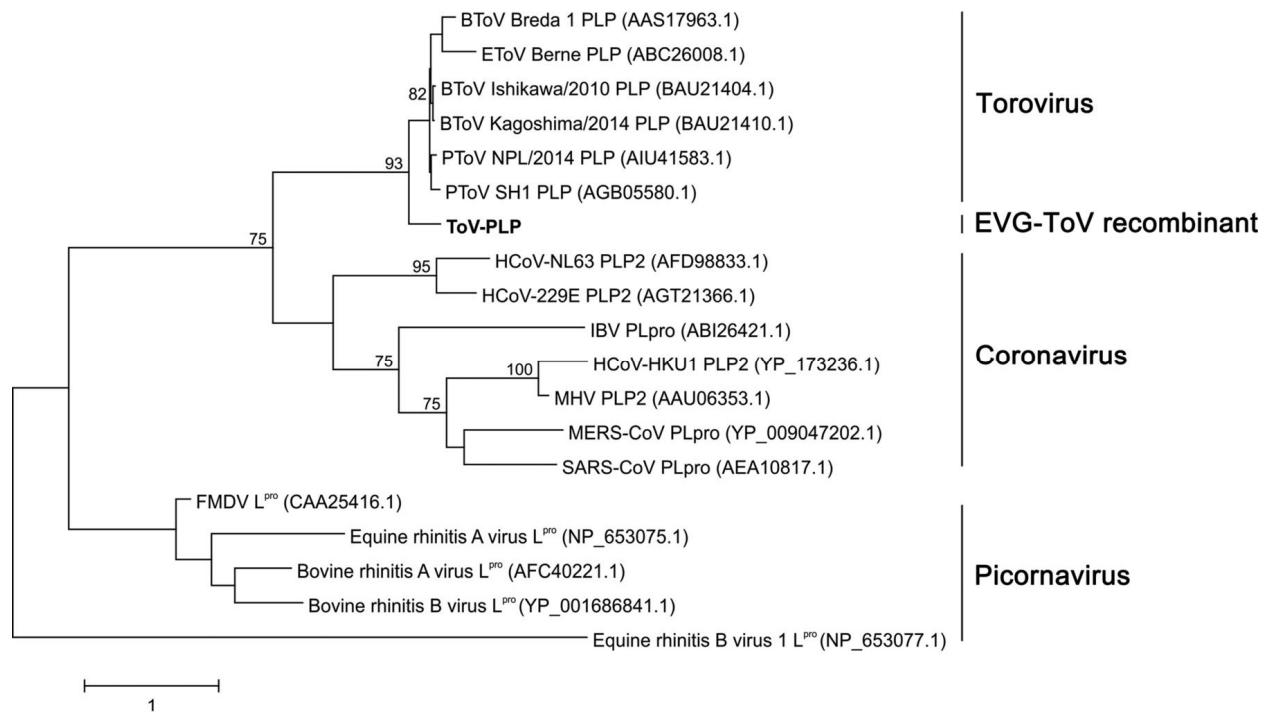 BToV Breda 1 PLP (AAS17963.1)
EToV Berne PLP (ABC26008.1)
82
BToV Ishikawa/2010 PLP (BAU21404.1)
Torovirus
BToV Kagoshima/2014 PLP (BAU21410.1)
93
PToV NPL/2014 PLP (AIU41583.1)
PToV SH1 PLP (AGB05580.1)
ToV-PLP
EVG-ToV recombinant
75
95
HCoV-NL63 PLP2 (AFD98833.1)
HCoV-229E PLP2 (AGT21366.1)
IBV PLpro (ABI26421.1)
Coronavirus
75
100
HCoV-HKU1 PLP2 (YP_173236.1)
75
MHV PLP2 (AAU06353.1)
MERS-CoV PLpro (YP_009047202.1)
SARS-CoV PLpro (AEA10817.1)
FMDV Lpro (CAA25416.1)
Equine rhinitis A virus Lpro (NP_653075.1)
Bovine rhinitis A virus Lpro (AFC40221.1)
Picornavirus
Bovine rhinitis B virus Lpro (YP_001686841.1)
Equine rhinitis B virus 1 Lpro (NP_653077.1)
1